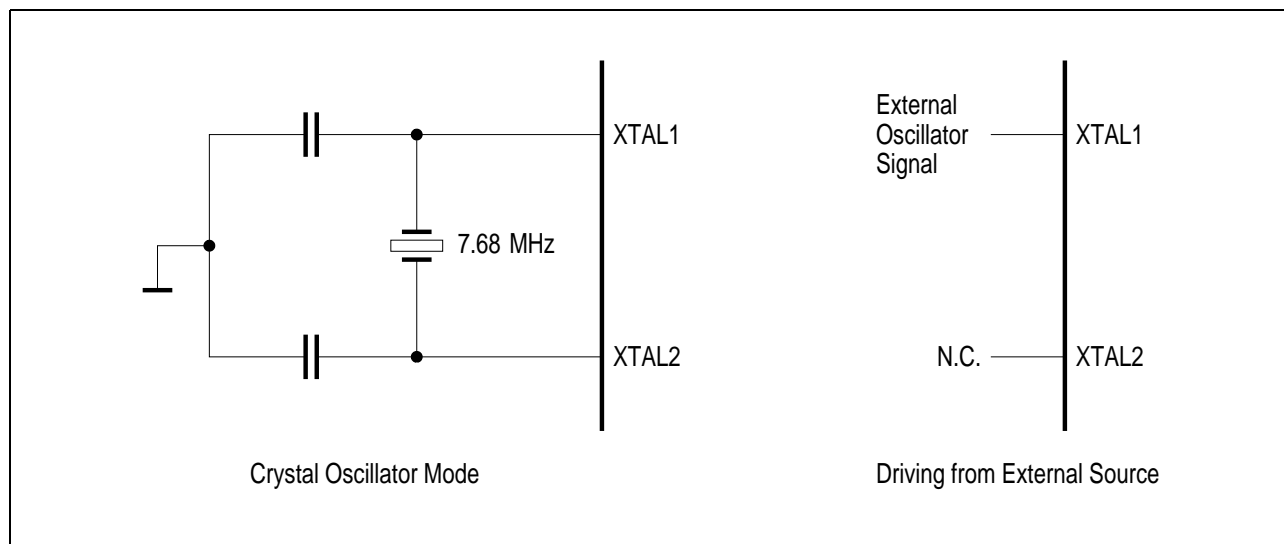 XTAL1
7.68 MHz
XTAL2
Crystal Oscillator Mode
External
Oscillator
Signal
XTAL1
N.C.
XTAL2
Driving from External Source